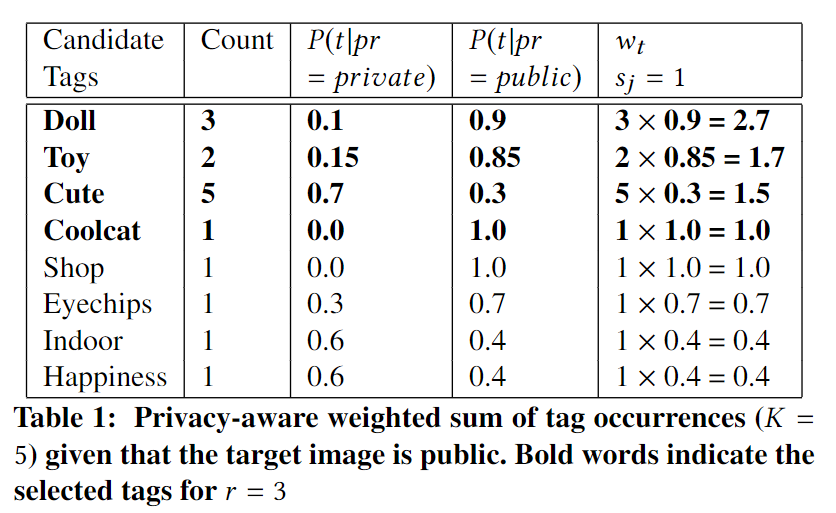 Candidate Tags | Count | P(t|pr = private) | P(t|pr = public) | w_t s_j = 1
Doll | 3 | 0.1 | 0.9 | 3 × 0.9 = 2.7
Toy | 2 | 0.15 | 0.85 | 2 × 0.85 = 1.7
Cute | 5 | 0.7 | 0.3 | 5 × 0.3 = 1.5
Coolcat | 1 | 0.0 | 1.0 | 1 × 1.0 = 1.0
Shop | 1 | 0.0 | 1.0 | 1 × 1.0 = 1.0
Eyechips | 1 | 0.3 | 0.7 | 1 × 0.7 = 0.7
Indoor | 1 | 0.6 | 0.4 | 1 × 0.4 = 0.4
Happiness | 1 | 0.6 | 0.4 | 1 × 0.4 = 0.4
Table 1: Privacy-aware weighted sum of tag occurrences (K =
5) given that the target image is public. Bold words indicate the
selected tags for r = 3